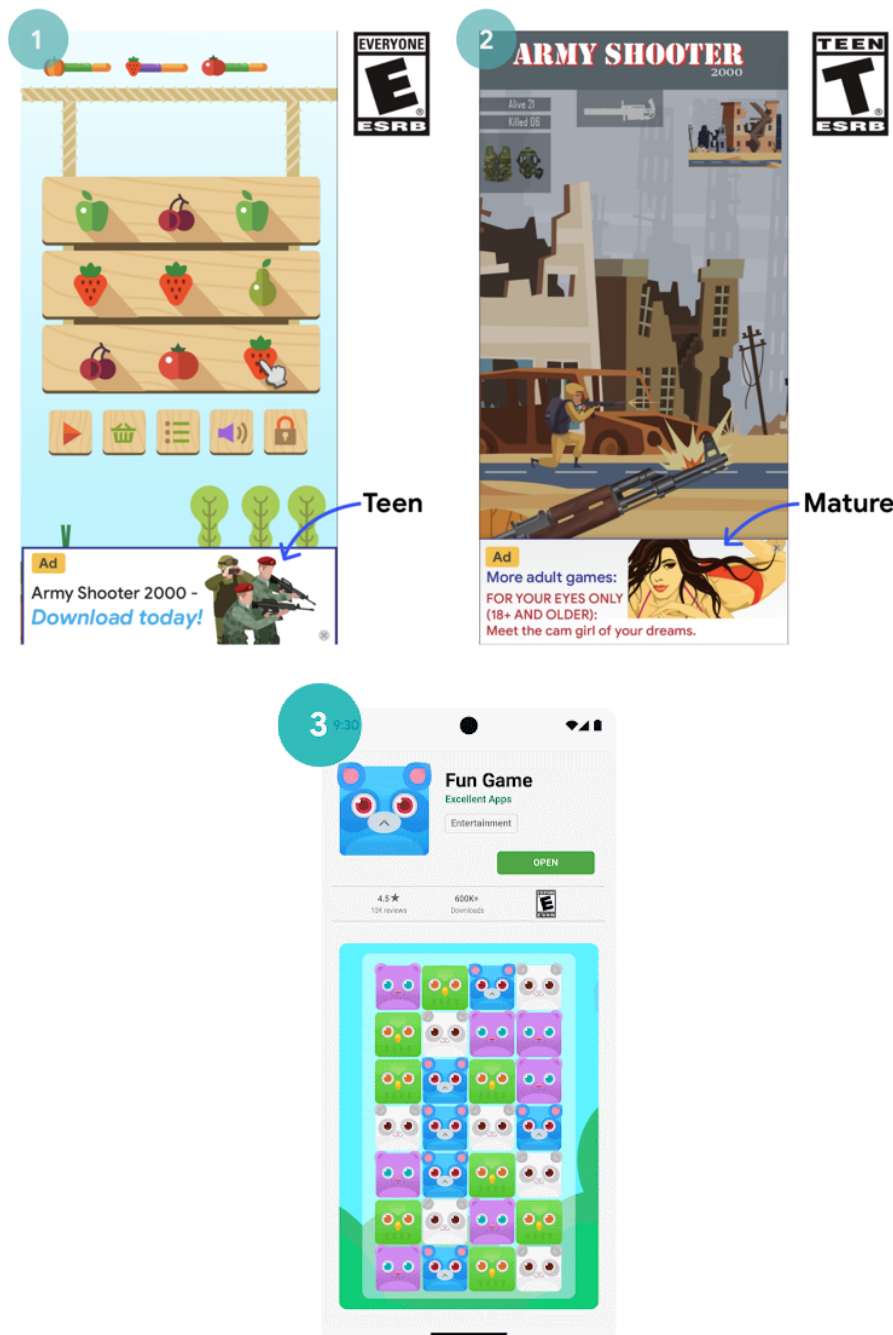 1
EVERYONE
E
ESRB
Teen
Ad
Army Shooter 2000 -
Download today!
2
ARMY SHOOTER
2000
TEEN
T
ESRB
Alive 21
Killed 06
Mature
Ad
More adult games:
FOR YOUR EYES ONLY
(18+ AND OLDER):
Meet the cam girl of your dreams.
3
9:30
Fun Game
Excellent Apps
Entertainment
OPEN
4.5★
600K+
10K reviews
Downloads
EVERYONE
E
ESRB